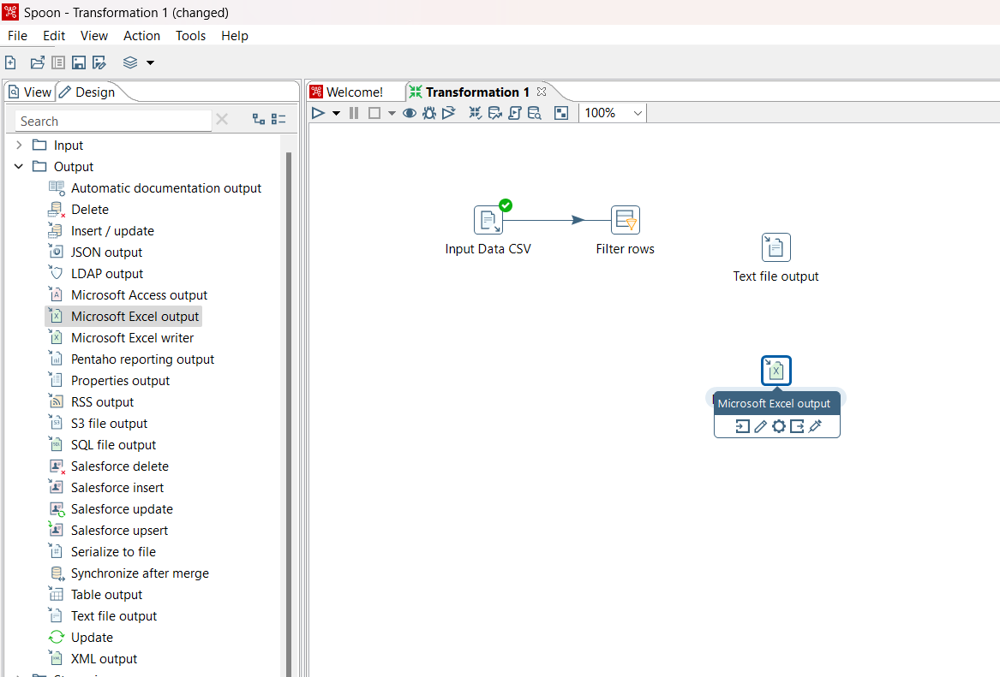 Spoon - Transformation 1 (changed)
File Edit View Action Tools Help
View Design
Welcome! Transformation 1
Search
100%
Input
Output
Automatic documentation output
Delete
Insert / update
JSON output
LDAP output
Microsoft Access output
Microsoft Excel output
Microsoft Excel writer
Pentaho reporting output
Properties output
RSS output
S3 file output
SQL file output
Salesforce delete
Salesforce insert
Salesforce update
Salesforce upsert
Serialize to file
Synchronize after merge
Table output
Text file output
Update
XML output
Input Data CSV
Filter rows
Text file output
Microsoft Excel output